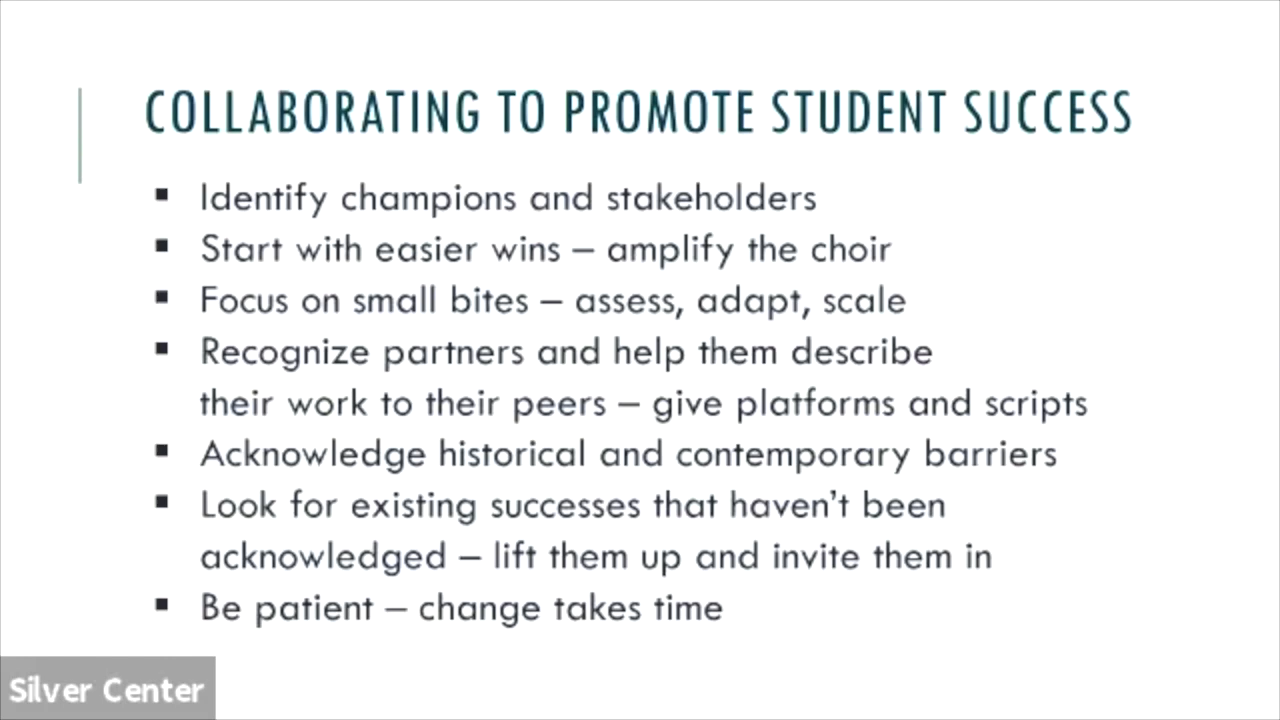 COLLABORATING TO PROMOTE STUDENT SUCCESS
▪ Identify champions and stakeholders
▪ Start with easier wins – amplify the choir
▪ Focus on small bites – assess, adapt, scale
▪ Recognize partners and help them describe
their work to their peers – give platforms and scripts
▪ Acknowledge historical and contemporary barriers
▪ Look for existing successes that haven't been
acknowledged – lift them up and invite them in
▪ Be patient – change takes time
Silver Center